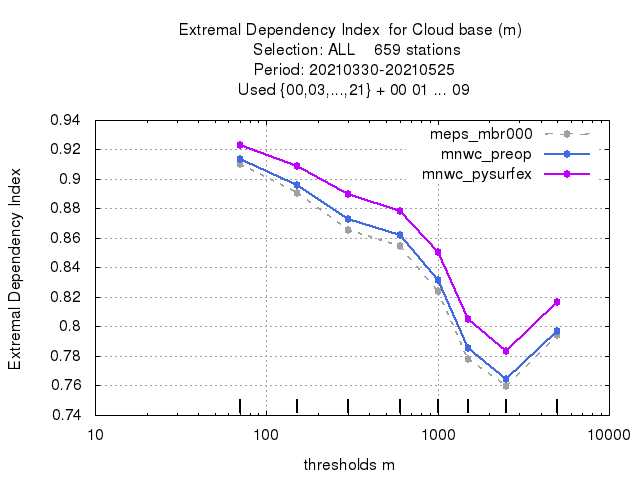 Extremal Dependency Index  for Cloud base (m)
Selection: ALL    659 stations
Period: 20210330-20210525
Used {00,03,...,21} + 00 01 ... 09
meps_mbr000
mnwc_preop
mnwc_pysurfex
Extremal Dependency Index
0.94
0.92
0.9
0.88
0.86
0.84
0.82
0.8
0.78
0.76
0.74
10 100 1000 10000
thresholds m